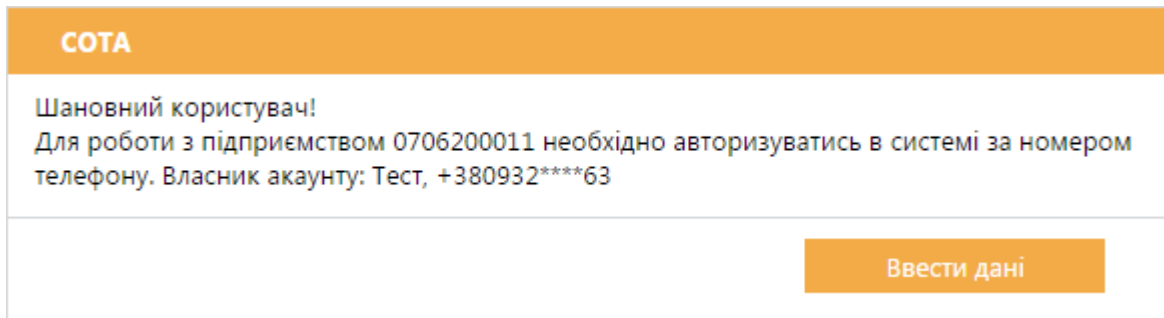 СОТА
Шановний користувач!
Для роботи з підприємством 0706200011 необхідно авторизуватись в системі за номером
телефону. Власник акаунту: Тест, +380932****63
Ввести дані